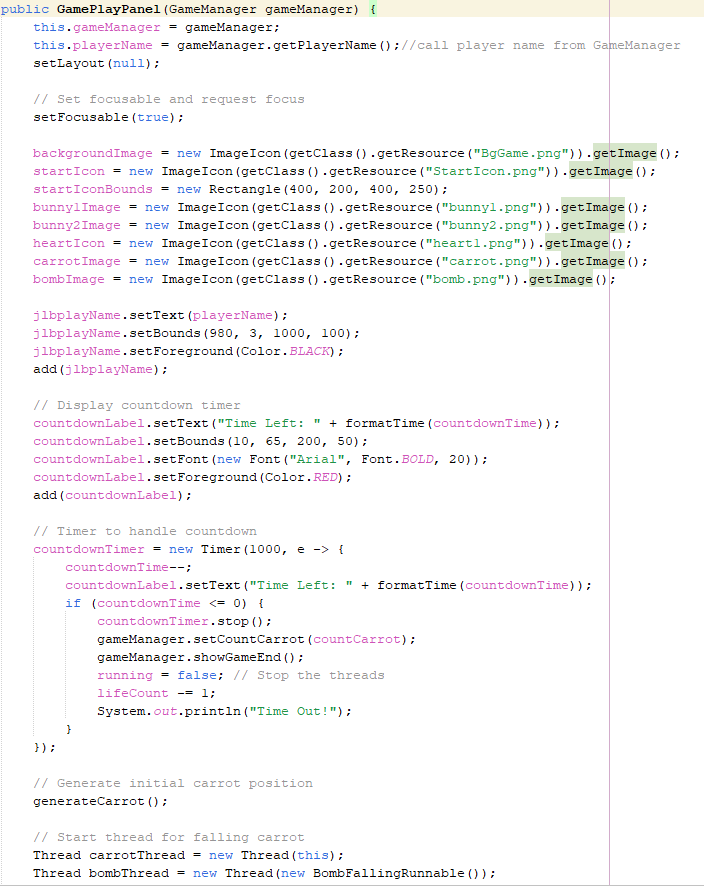 public GamePlayPanel(GameManager gameManager) {
    this.gameManager = gameManager;
    this.playerName = gameManager.getPlayerName();//call player name from GameManager
    setLayout(null);

    // Set focusable and request focus
    setFocusable(true);

    backgroundImage = new ImageIcon(getClass().getResource("BgGame.png")).getImage();
    startIcon = new ImageIcon(getClass().getResource("StartIcon.png")).getImage();
    startIconBounds = new Rectangle(400, 200, 400, 250);
    bunny1Image = new ImageIcon(getClass().getResource("bunny1.png")).getImage();
    bunny2Image = new ImageIcon(getClass().getResource("bunny2.png")).getImage();
    heartIcon = new ImageIcon(getClass().getResource("heart1.png")).getImage();
    carrotImage = new ImageIcon(getClass().getResource("carrot.png")).getImage();
    bombImage = new ImageIcon(getClass().getResource("bomb.png")).getImage();

    jlbplayName.setText(playerName);
    jlbplayName.setBounds(980, 3, 1000, 100);
    jlbplayName.setForeground(Color.BLACK);
    add(jlbplayName);

    // Display countdown timer
    countdownLabel.setText("Time Left: " + formatTime(countdownTime));
    countdownLabel.setBounds(10, 65, 200, 50);
    countdownLabel.setFont(new Font("Arial", Font.BOLD, 20));
    countdownLabel.setForeground(Color.RED);
    add(countdownLabel);

    // Timer to handle countdown
    countdownTimer = new Timer(1000, e -> {
        countdownTime--;
        countdownLabel.setText("Time Left: " + formatTime(countdownTime));
        if (countdownTime <= 0) {
            countdownTimer.stop();
            gameManager.setCountCarrot(countCarrot);
            gameManager.showGameEnd();
            running = false; // Stop the threads
            lifeCount -= 1;
            System.out.println("Time Out!");
        }
    });

    // Generate initial carrot position
    generateCarrot();

    // Start thread for falling carrot
    Thread carrotThread = new Thread(this);
    Thread bombThread = new Thread(new BombFallingRunnable());